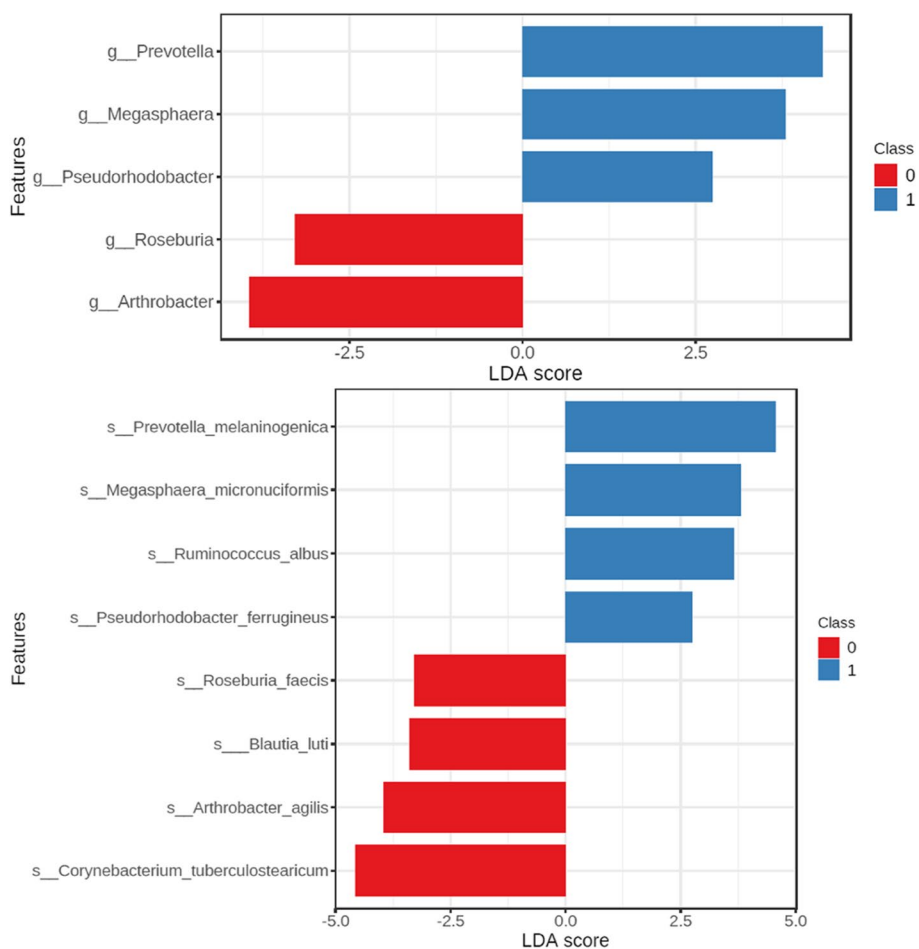 g__Prevotella
g__Megasphaera
g__Pseudorhodobacter
g__Roseburia
g__Arthrobacter
Features
-2.5 0.0 2.5
LDA score
Class
0
1
s__Prevotella_melaninogenica
s__Megasphaera_micronuciformis
s__Ruminococcus_albus
s__Pseudorhodobacter_ferrugineus
s__Roseburia_faecis
s___Blautia_luti
s__Arthrobacter_agilis
s__Corynebacterium_tuberculostearicum
Features
-5.0 -2.5 0.0 2.5 5.0
LDA score
Class
0
1